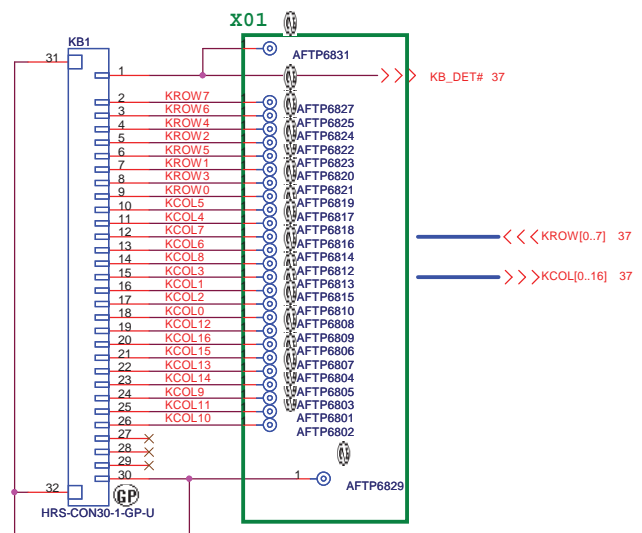 X01
KB1
31
1
AFTP6831
KB_DET# 37
2 KROW7
3 KROW6 AFTP6827
4 KROW4 AFTP6825
5 KROW2 AFTP6824
6 KROW5 AFTP6822
7 KROW1 AFTP6823
8 KROW3 AFTP6820
9 KROW0 AFTP6821
10 KCOL5 AFTP6819
11 KCOL4 AFTP6817
12 KCOL7 AFTP6818
KROW[0..7] 37
13 KCOL6 AFTP6816
14 KCOL8 AFTP6814
15 KCOL3 AFTP6812
KCOL[0..16] 37
16 KCOL1 AFTP6813
17 KCOL2 AFTP6815
18 KCOL0 AFTP6810
19 KCOL12 AFTP6808
20 KCOL16 AFTP6809
21 KCOL15 AFTP6806
22 KCOL13 AFTP6807
23 KCOL14 AFTP6804
24 KCOL9 AFTP6805
25 KCOL11 AFTP6803
26 KCOL10 AFTP6801
27 AFTP6802
28
29
30
1
AFTP6829
32
GP
HRS-CON30-1-GP-U